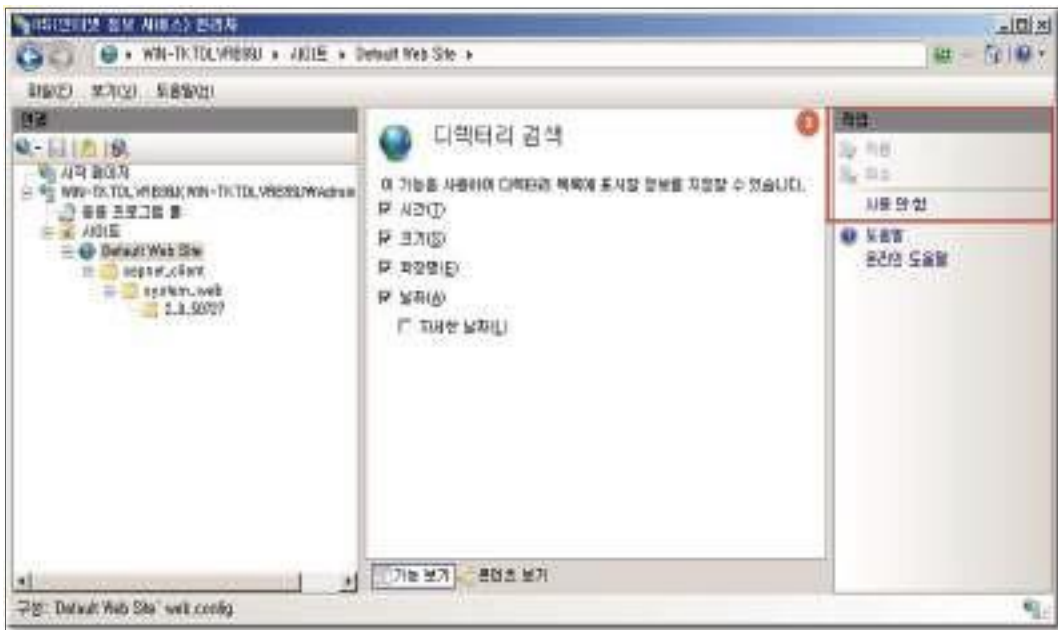 IIS(인터넷 정보 서비스) 관리자
사이트 ▸ Default Web Site ▸
파일(F) 보기(V) 도움말(H)
연결
시작 페이지
응용 프로그램 풀
사이트
Default Web Site
aspnet_client
system_web
2_0_50727
디렉터리 검색
이 기능을 사용하여 디렉터리 목록에 표시할 정보를 지정할 수 있습니다.
시간(T)
크기(S)
확장명(E)
날짜(A)
자세한 날짜(L)
기능 보기 콘텐츠 보기
3
작업
적용
취소
사용 안 함
도움말
온라인 도움말
구성: 'Default Web Site' web.config